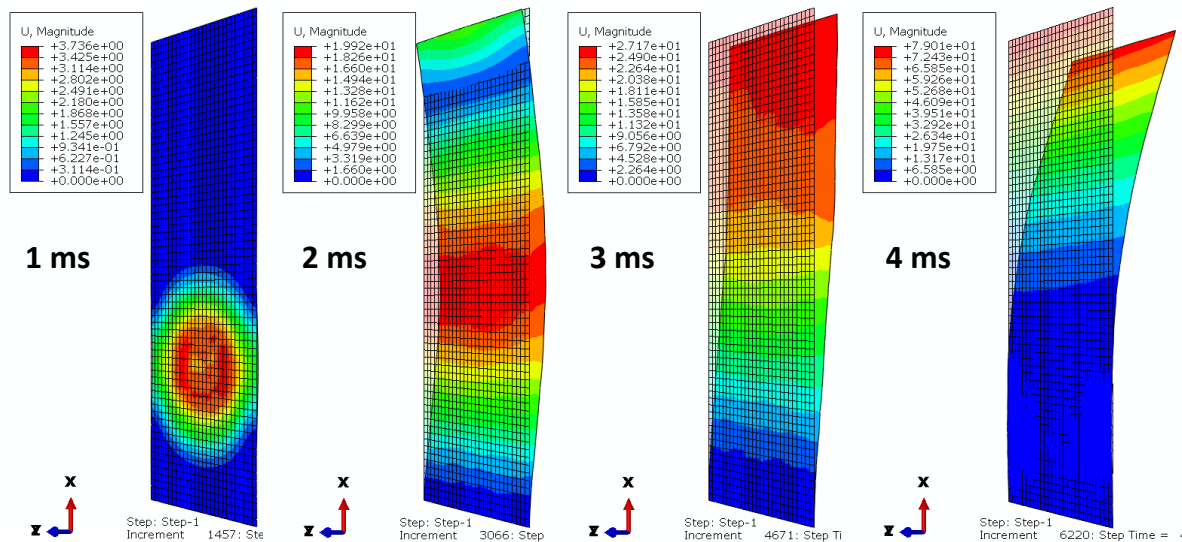 U, Magnitude
+3.736e+00
+3.425e+00
+3.114e+00
+2.802e+00
+2.491e+00
+2.180e+00
+1.868e+00
+1.557e+00
+1.245e+00
+9.341e-01
+6.227e-01
+3.114e-01
+0.000e+00
1 ms
X
Z
Step: Step-1
Increment 1457: Ste
U, Magnitude
+1.992e+01
+1.826e+01
+1.660e+01
+1.494e+01
+1.328e+01
+1.162e+01
+9.958e+00
+8.299e+00
+6.639e+00
+4.979e+00
+3.319e+00
+1.660e+00
+0.000e+00
2 ms
X
Z
Step: Step-1
Increment 3066: Step
U, Magnitude
+2.717e+01
+2.490e+01
+2.264e+01
+2.038e+01
+1.811e+01
+1.585e+01
+1.358e+01
+1.132e+01
+9.056e+00
+6.792e+00
+4.528e+00
+2.264e+00
+0.000e+00
3 ms
X
Z
Step: Step-1
Increment 4671: Step Ti
U, Magnitude
+7.901e+01
+7.243e+01
+6.585e+01
+5.926e+01
+5.268e+01
+4.609e+01
+3.951e+01
+3.292e+01
+2.634e+01
+1.975e+01
+1.317e+01
+6.585e+00
+0.000e+00
4 ms
X
Z
Step: Step-1
Increment 6220: Step Time =